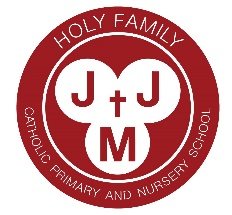 HOLY FAMILY
J J
M
CATHOLIC PRIMARY AND NURSERY SCHOOL